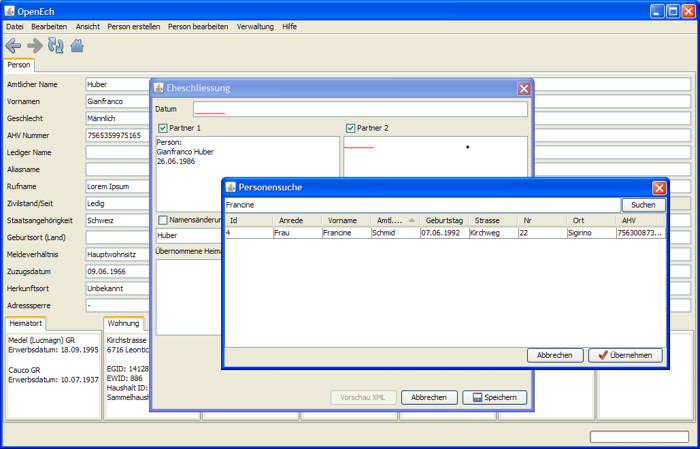 OpenEch
Datei Bearbeiten Ansicht Person erstellen Person bearbeiten Verwaltung Hilfe
Person
Amtlicher Name Huber
Vornamen Gianfranco
Geschlecht Männlich
AHV Nummer 7565359975165
Lediger Name
Aliasname
Rufname Lorem Ipsum
Zivilstand/Seit Ledig
Staatsangehörigkeit Schweiz
Geburtsort (Land)
Meldeverhältnis Hauptwohnsitz
Zuzugsdatum 09.06.1966
Herkunftsort Unbekannt
Adresssperre -
Heimatort
Medel (Lucmagn) GR
Erwerbsdatum: 18.09.1995
Cauco GR
Erwerbsdatum: 10.07.1937
Wohnung
Kirchstrasse
6716 Leontic
EGID: 14128
EWID: 886
Haushalt ID:
Sammelhaush
Eheschliessung
Datum
Partner 1 Partner 2
Person:
Gianfranco Huber
26.06.1986
Namensänderun
Huber
Übernommene Heima
Vorschau XML Abbrechen Speichern
Personensuche
Francine Suchen
Id Anrede Vorname Amtl.... Geburtstag Strasse Nr Ort AHV
4 Frau Francine Schmid 07.06.1992 Kirchweg 22 Sigirino 756300873...
Abbrechen Übernehmen